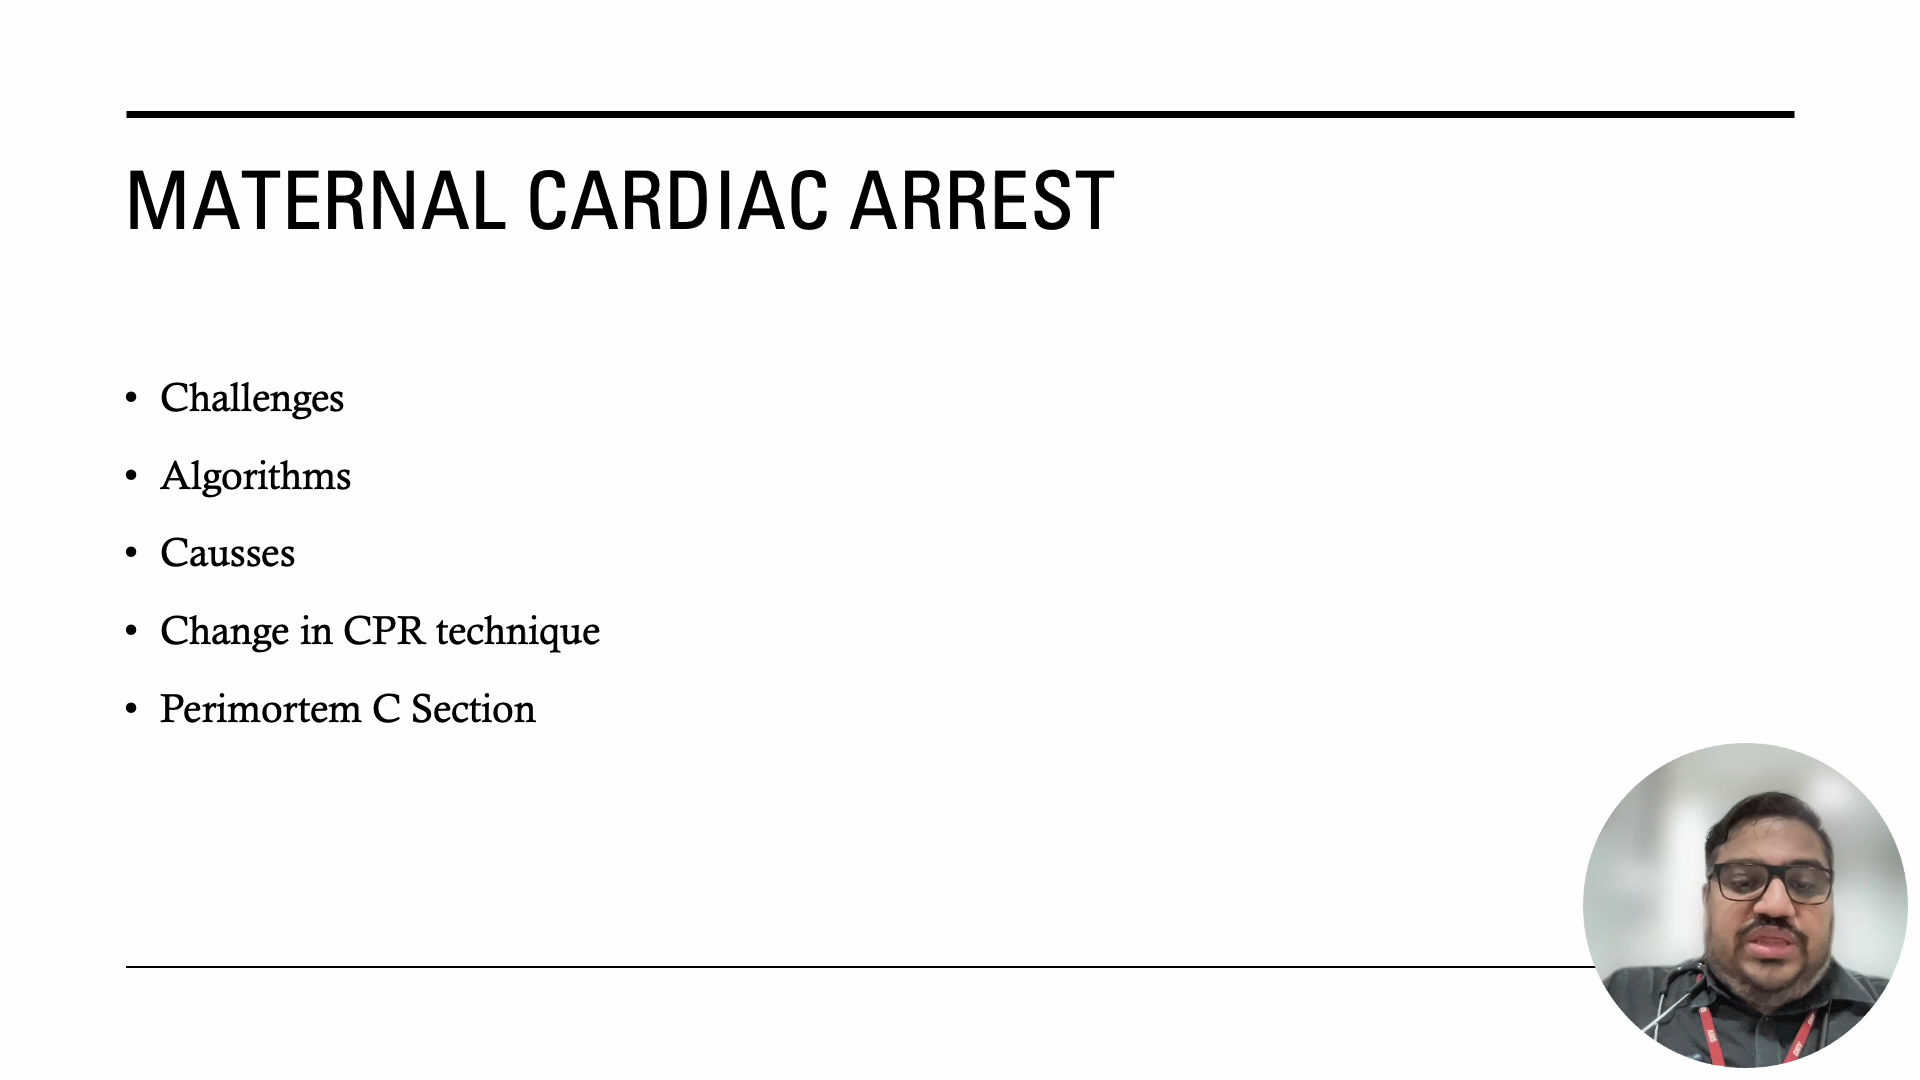 MATERNAL CARDIAC ARREST
• Challenges
• Algorithms
• Causses
• Change in CPR technique
• Perimortem C Section